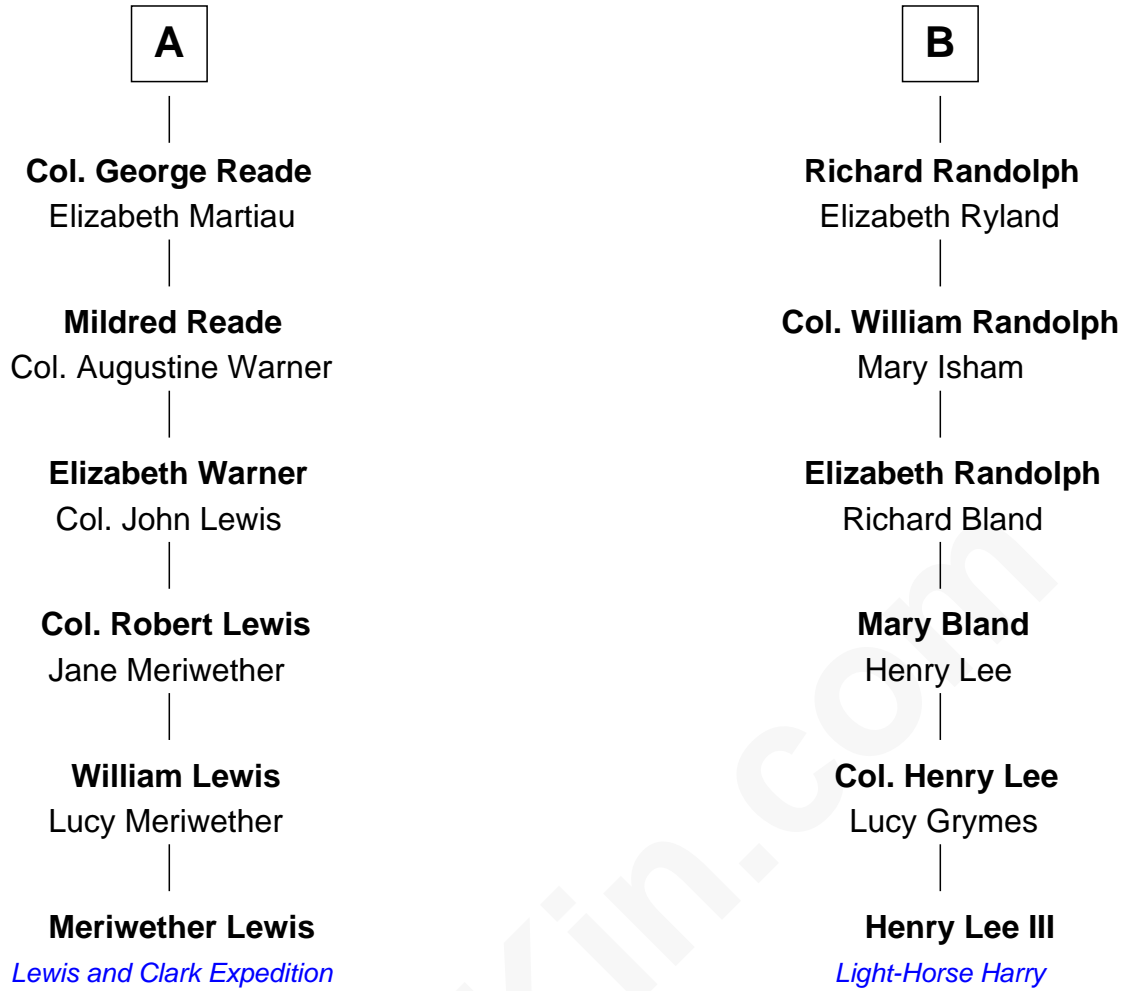 A
Col. George Reade
Elizabeth Martiau
Mildred Reade
Col. Augustine Warner
Elizabeth Warner
Col. John Lewis
Col. Robert Lewis
Jane Meriwether
William Lewis
Lucy Meriwether
Meriwether Lewis
Lewis and Clark Expedition
B
Richard Randolph
Elizabeth Ryland
Col. William Randolph
Mary Isham
Elizabeth Randolph
Richard Bland
Mary Bland
Henry Lee
Col. Henry Lee
Lucy Grymes
Henry Lee III
Light-Horse Harry